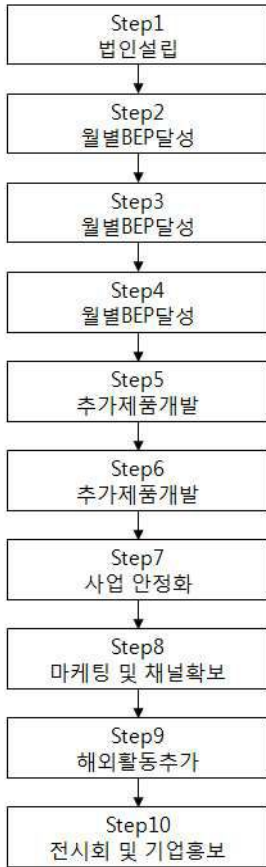 Step1
법인설립
Step2
월별BEP달성
Step3
월별BEP달성
Step4
월별BEP달성
Step5
추가제품개발
Step6
추가제품개발
Step7
사업 안정화
Step8
마케팅 및 채널확보
Step9
해외활동추가
Step10
전시회 및 기업홍보